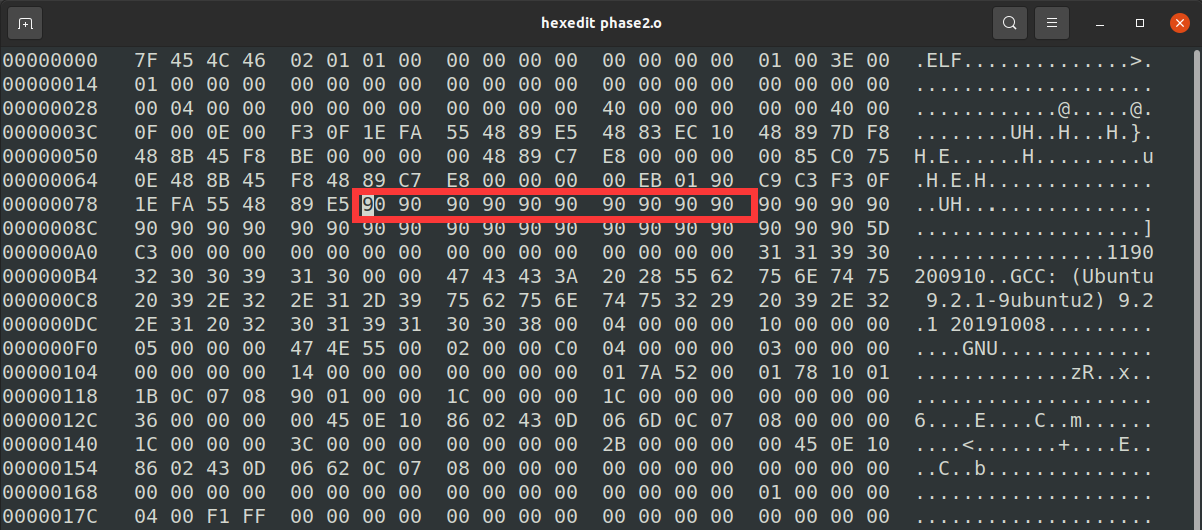 hexedit phase2.o
00000000 7F 45 4C 46 02 01 01 00 00 00 00 00 00 00 00 00 01 00 3E 00 .ELF..............>.
00000014 01 00 00 00 00 00 00 00 00 00 00 00 00 00 00 00 00 00 00 00 ....................
00000028 00 04 00 00 00 00 00 00 00 00 00 00 40 00 00 00 00 00 40 00 ............@.....@.
0000003C 0F 00 0E 00 F3 0F 1E FA 55 48 89 E5 48 83 EC 10 48 89 7D F8 ........UH..H...H.}.
00000050 48 8B 45 F8 BE 00 00 00 00 48 89 C7 E8 00 00 00 00 85 C0 75 H.E......H.........u
00000064 0E 48 8B 45 F8 48 89 C7 E8 00 00 00 00 EB 01 90 C9 C3 F3 0F .H.E.H..............
00000078 1E FA 55 48 89 E5 90 90 90 90 90 90 90 90 90 90 90 90 90 90 ..UH................
0000008C 90 90 90 90 90 90 90 90 90 90 90 90 90 90 90 90 90 90 90 5D ...................]
000000A0 C3 00 00 00 00 00 00 00 00 00 00 00 00 00 00 00 31 31 39 30 ................1190
000000B4 32 30 30 39 31 30 00 00 47 43 43 3A 20 28 55 62 75 6E 74 75 200910..GCC: (Ubuntu
000000C8 20 39 2E 32 2E 31 2D 39 75 62 75 6E 74 75 32 29 20 39 2E 32 9.2.1-9ubuntu2) 9.2
000000DC 2E 31 20 32 30 31 39 31 30 30 38 00 04 00 00 00 10 00 00 00 .1 20191008.........
000000F0 05 00 00 00 47 4E 55 00 02 00 00 C0 04 00 00 00 03 00 00 00 ....GNU.............
00000104 00 00 00 00 14 00 00 00 00 00 00 00 01 7A 52 00 01 78 10 01 .............zR..x..
00000118 1B 0C 07 08 90 01 00 00 1C 00 00 00 1C 00 00 00 00 00 00 00 ....................
0000012C 36 00 00 00 00 45 0E 10 86 02 43 0D 06 6D 0C 07 08 00 00 00 6....E....C..m......
00000140 1C 00 00 00 3C 00 00 00 00 00 00 00 2B 00 00 00 00 45 0E 10 ....<.......+....E..
00000154 86 02 43 0D 06 62 0C 07 08 00 00 00 00 00 00 00 00 00 00 00 ..C..b..............
00000168 00 00 00 00 00 00 00 00 00 00 00 00 00 00 00 00 01 00 00 00 ....................
0000017C 04 00 F1 FF 00 00 00 00 00 00 00 00 00 00 00 00 00 00 00 00 ....................